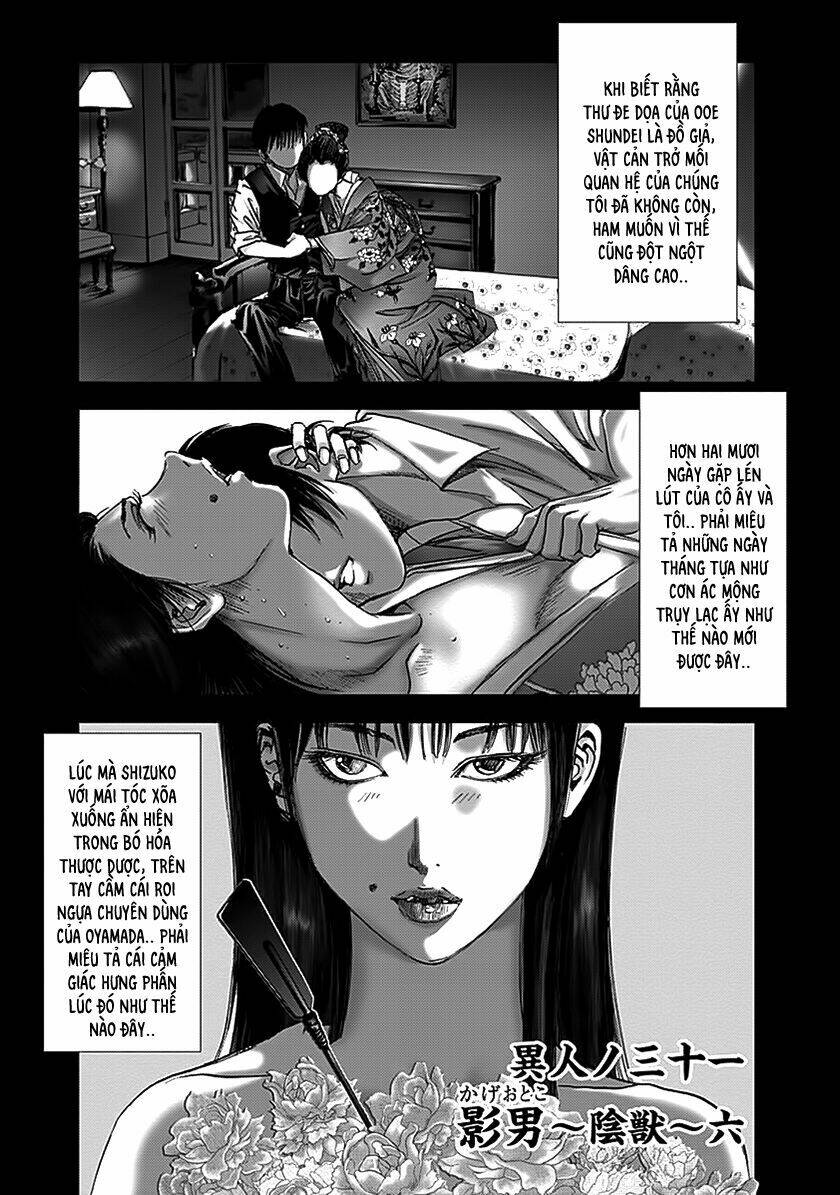 KHI BIẾT RẰNG
THƯ ĐE DỌA CỦA OOE
SHUNDEI LÀ ĐỒ GIẢ,
VẬT CẢN TRỞ MỐI
QUAN HỆ CỦA CHÚNG
TÔI ĐÃ KHÔNG CÒN,
HAM MUỐN VÌ THẾ
CŨNG ĐỘT NGỘT
DÂNG CAO..
HƠN HAI MƯƠI
NGÀY GẶP LÉN
LÚT CỦA CÔ ẤY VÀ
TÔI.. PHẢI MIÊU
TẢ NHỮNG NGÀY
THÁNG TỰA NHƯ
CƠN ÁC MỘNG
TRỤY LẠC ẤY NHƯ
THẾ NÀO MỚI
ĐƯỢC ĐÂY..
LÚC MÀ SHIZUKO
VỚI MÁI TÓC XÕA
XUỐNG ẨN HIỆN
TRONG BÓ HÓA
THƯỢC DƯỢC, TRÊN
TAY CẦM CÁI ROI
NGỰA CHUYÊN DÙNG
CỦA OYAMADA.. PHẢI
MIÊU TẢ CÁI CẢM
GIÁC HƯNG PHẤN
LÚC ĐÓ NHƯ THẾ
NÀO ĐÂY..
異人ノ三十一
かげおとこ
影男～陰獣～六